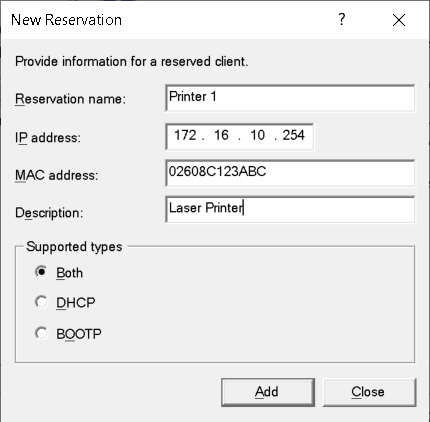 New Reservation ?
Provide information for a reserved client.
Reservation name: Printer 1
IP address: 172 . 16 . 10 . 254
MAC address: 02608C123ABC
Description: Laser Printer
Supported types
Both
DHCP
BOOTP
Add Close